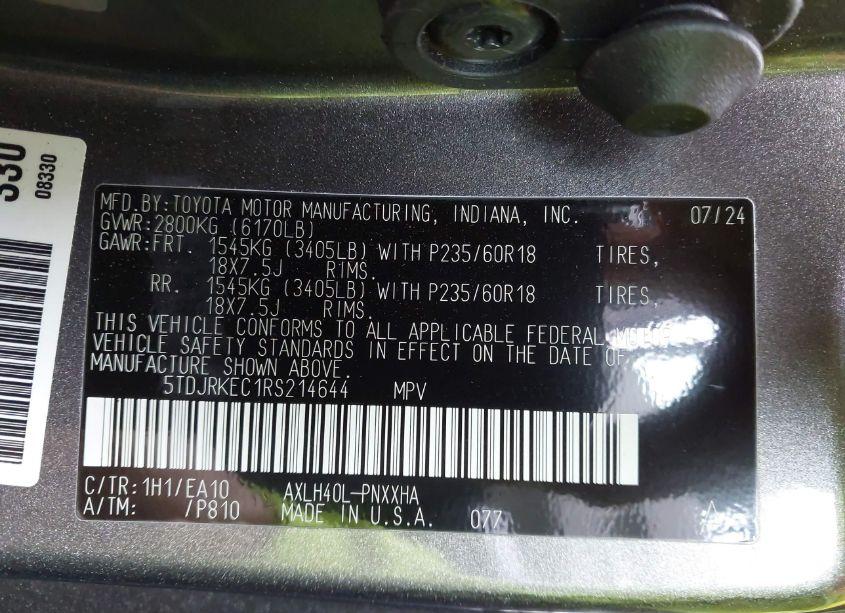 330
08330
MFD.BY:TOYOTA MOTOR MANUFACTURING, INDIANA, INC. 07/24
GVWR:2800KG (6170LB)
GAWR:FRT. 1545KG (3405LB) WITH P235/60R18 TIRES,
18X7.5J RIMS.
RR. 1545KG (3405LB) WITH P235/60R18 TIRES,
18X7.5J RIMS.
THIS VEHICLE CONFORMS TO ALL APPLICABLE FEDERAL MOTOR
VEHICLE SAFETY STANDARDS IN EFFECT ON THE DATE OF
MANUFACTURE SHOWN ABOVE.
5TDJRKEC1RS214644 MPV
C/TR:1H1/EA10 AXLH40L-PNXXHA
A/TM: /P810 MADE IN U.S.A. 077